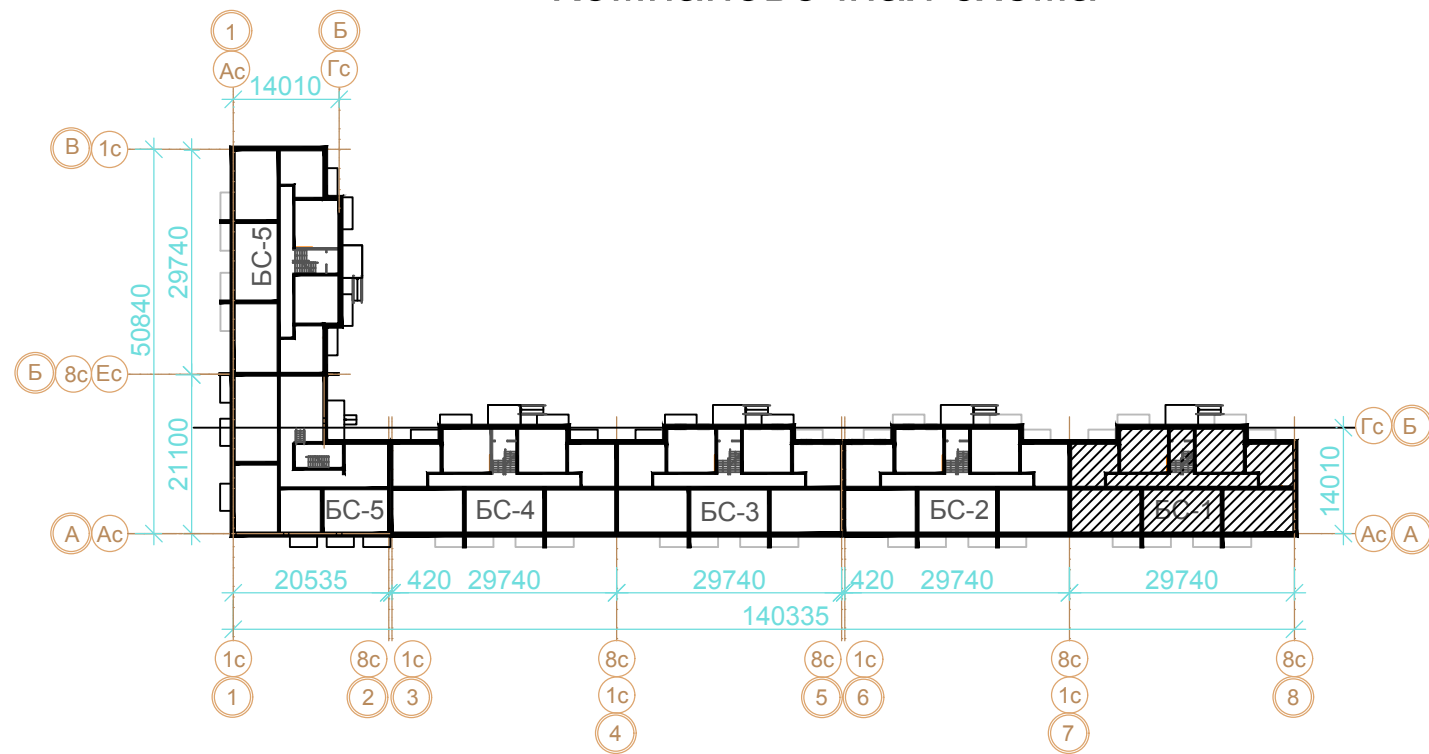 1 Б
Ас Гс
14010
В 1с
БС-5
29740
50840
Б 8с Ес
21100
Гс Б
14010
БС-5 БС-4 БС-3 БС-2 БС-1
А Ас
Ас А
20535 420 29740 29740 420 29740 29740
140335
1с 8с 1с 8с 8с 1с 8с 8с
1 2 3 1с 5 6 1с 8
4 7